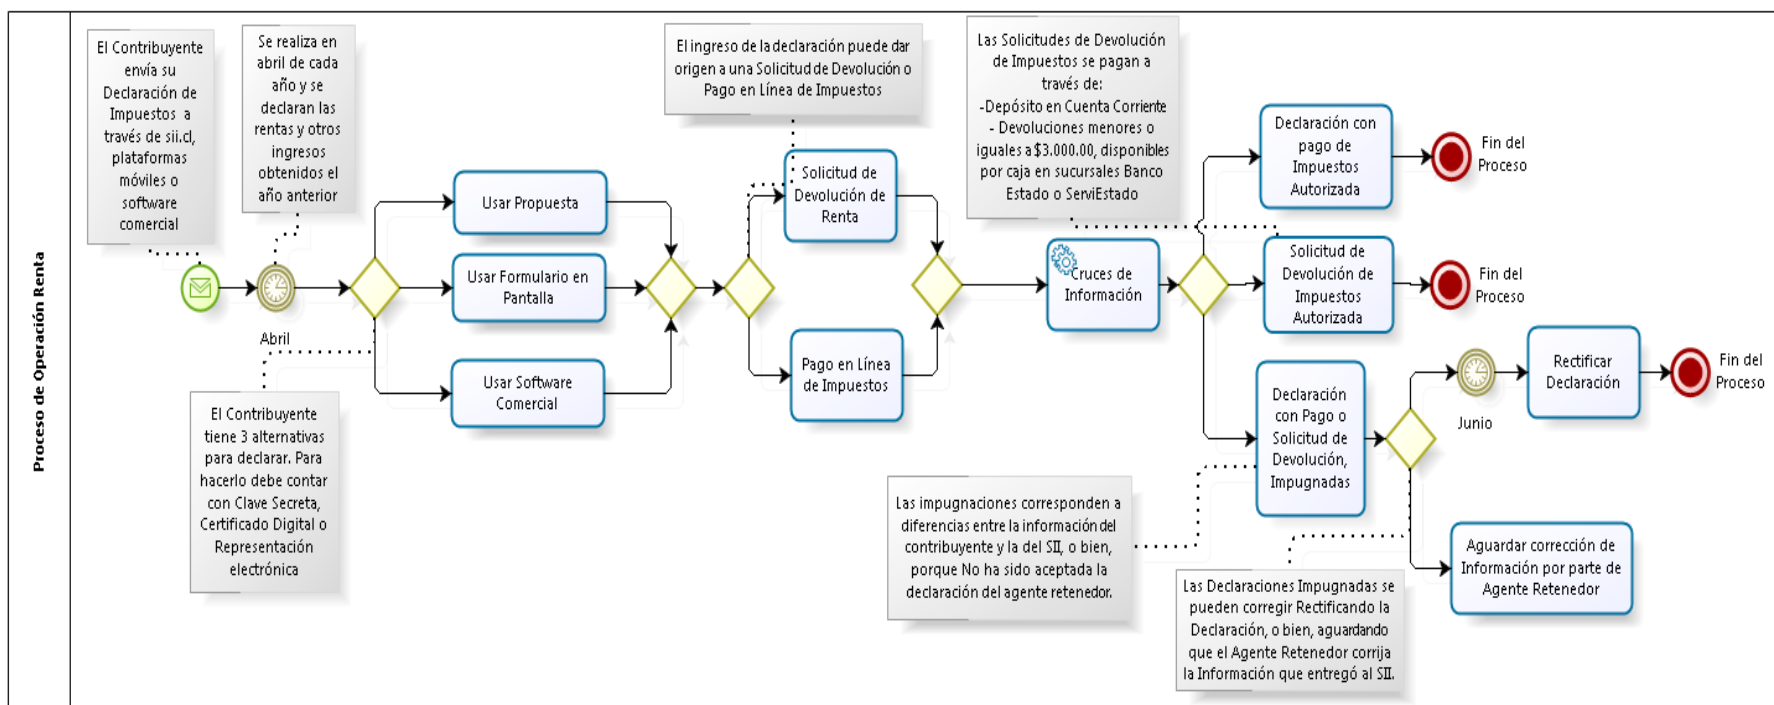 Proceso de Operación Renta
El Contribuyente
envía su
Declaración de
Impuestos a
través de sii.cl,
plataformas
móviles o
software
comercial
Se realiza en
abril de cada
año y se
declaran las
rentas y otros
ingresos
obtenidos el
año anterior
Abril
El Contribuyente
tiene 3 alternativas
para declarar. Para
hacerlo debe contar
con Clave Secreta,
Certificado Digital o
Representación
electrónica
Usar Propuesta
Usar Formulario en
Pantalla
Usar Software
Comercial
El ingreso de la declaración puede dar
origen a una Solicitud de Devolución o
Pago en Línea de Impuestos
Solicitud de
Devolución de
Renta
Pago en Línea
de Impuestos
Las Solicitudes de Devolución
de Impuestos se pagan a
través de:
-Depósito en Cuenta Corriente
- Devoluciones menores o
iguales a $3.000.00, disponibles
por caja en sucursales Banco
Estado o ServiEstado
Cruces de
Información
Declaración con
pago de
Impuestos
Autorizada
Fin del
Proceso
Solicitud de
Devolución de
Impuestos
Autorizada
Fin del
Proceso
Declaración
con Pago o
Solicitud de
Devolución,
Impugnadas
Junio
Rectificar
Declaración
Fin del
Proceso
Las impugnaciones corresponden a
diferencias entre la información del
contribuyente y la del SII, o bien,
porque No ha sido aceptada la
declaración del agente retenedor.
Aguardar corrección de
Información por parte de
Agente Retenedor
Las Declaraciones Impugnadas se
pueden corregir Rectificando la
Declaración, o bien, aguardando
que el Agente Retenedor corrija
la Información que entregó al SII.